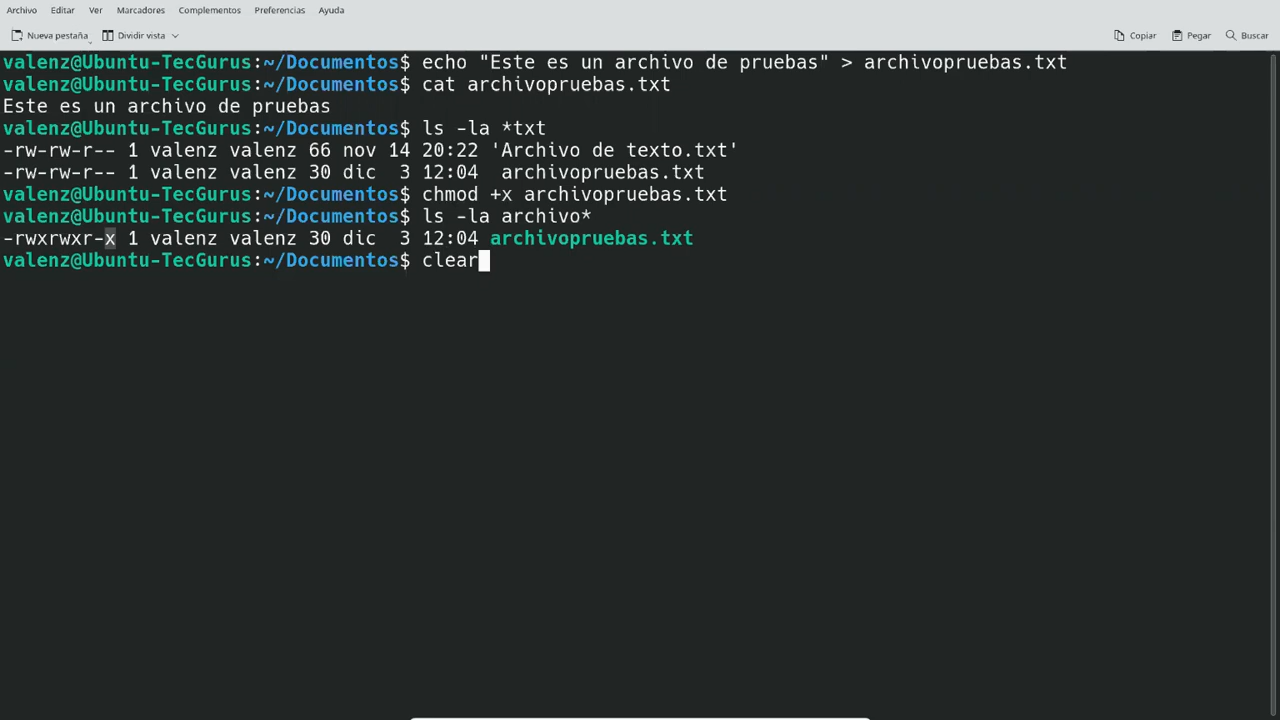 Archivo Editar Ver Marcadores Complementos Preferencias Ayuda
Nueva pestaña Dividir vista Copiar Pegar Buscar
valenz@Ubuntu-TecGurus:~/Documentos$ echo "Este es un archivo de pruebas" > archivopruebas.txt
valenz@Ubuntu-TecGurus:~/Documentos$ cat archivopruebas.txt
Este es un archivo de pruebas
valenz@Ubuntu-TecGurus:~/Documentos$ ls -la *txt
-rw-rw-r-- 1 valenz valenz 66 nov 14 20:22 'Archivo de texto.txt'
-rw-rw-r-- 1 valenz valenz 30 dic  3 12:04  archivopruebas.txt
valenz@Ubuntu-TecGurus:~/Documentos$ chmod +x archivopruebas.txt
valenz@Ubuntu-TecGurus:~/Documentos$ ls -la archivo*
-rwxrwxr-x 1 valenz valenz 30 dic  3 12:04 archivopruebas.txt
valenz@Ubuntu-TecGurus:~/Documentos$ clear